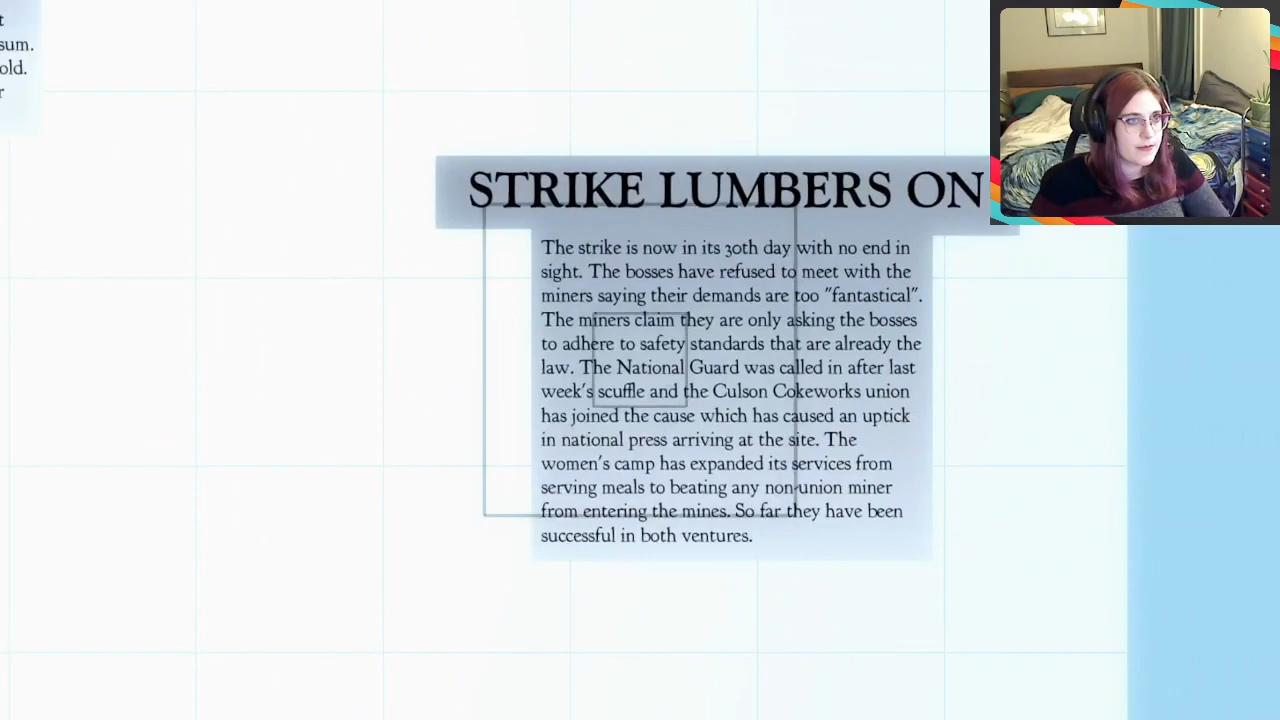 t
sum.
old.
r
STRIKE LUMBERS ON
The strike is now in its 30th day with no end in
sight. The bosses have refused to meet with the
miners saying their demands are too "fantastical".
The miners claim they are only asking the bosses
to adhere to safety standards that are already the
law. The National Guard was called in after last
week's scuffle and the Culson Cokeworks union
has joined the cause which has caused an uptick
in national press arriving at the site. The
women's camp has expanded its services from
serving meals to beating any non-union miner
from entering the mines. So far they have been
successful in both ventures.